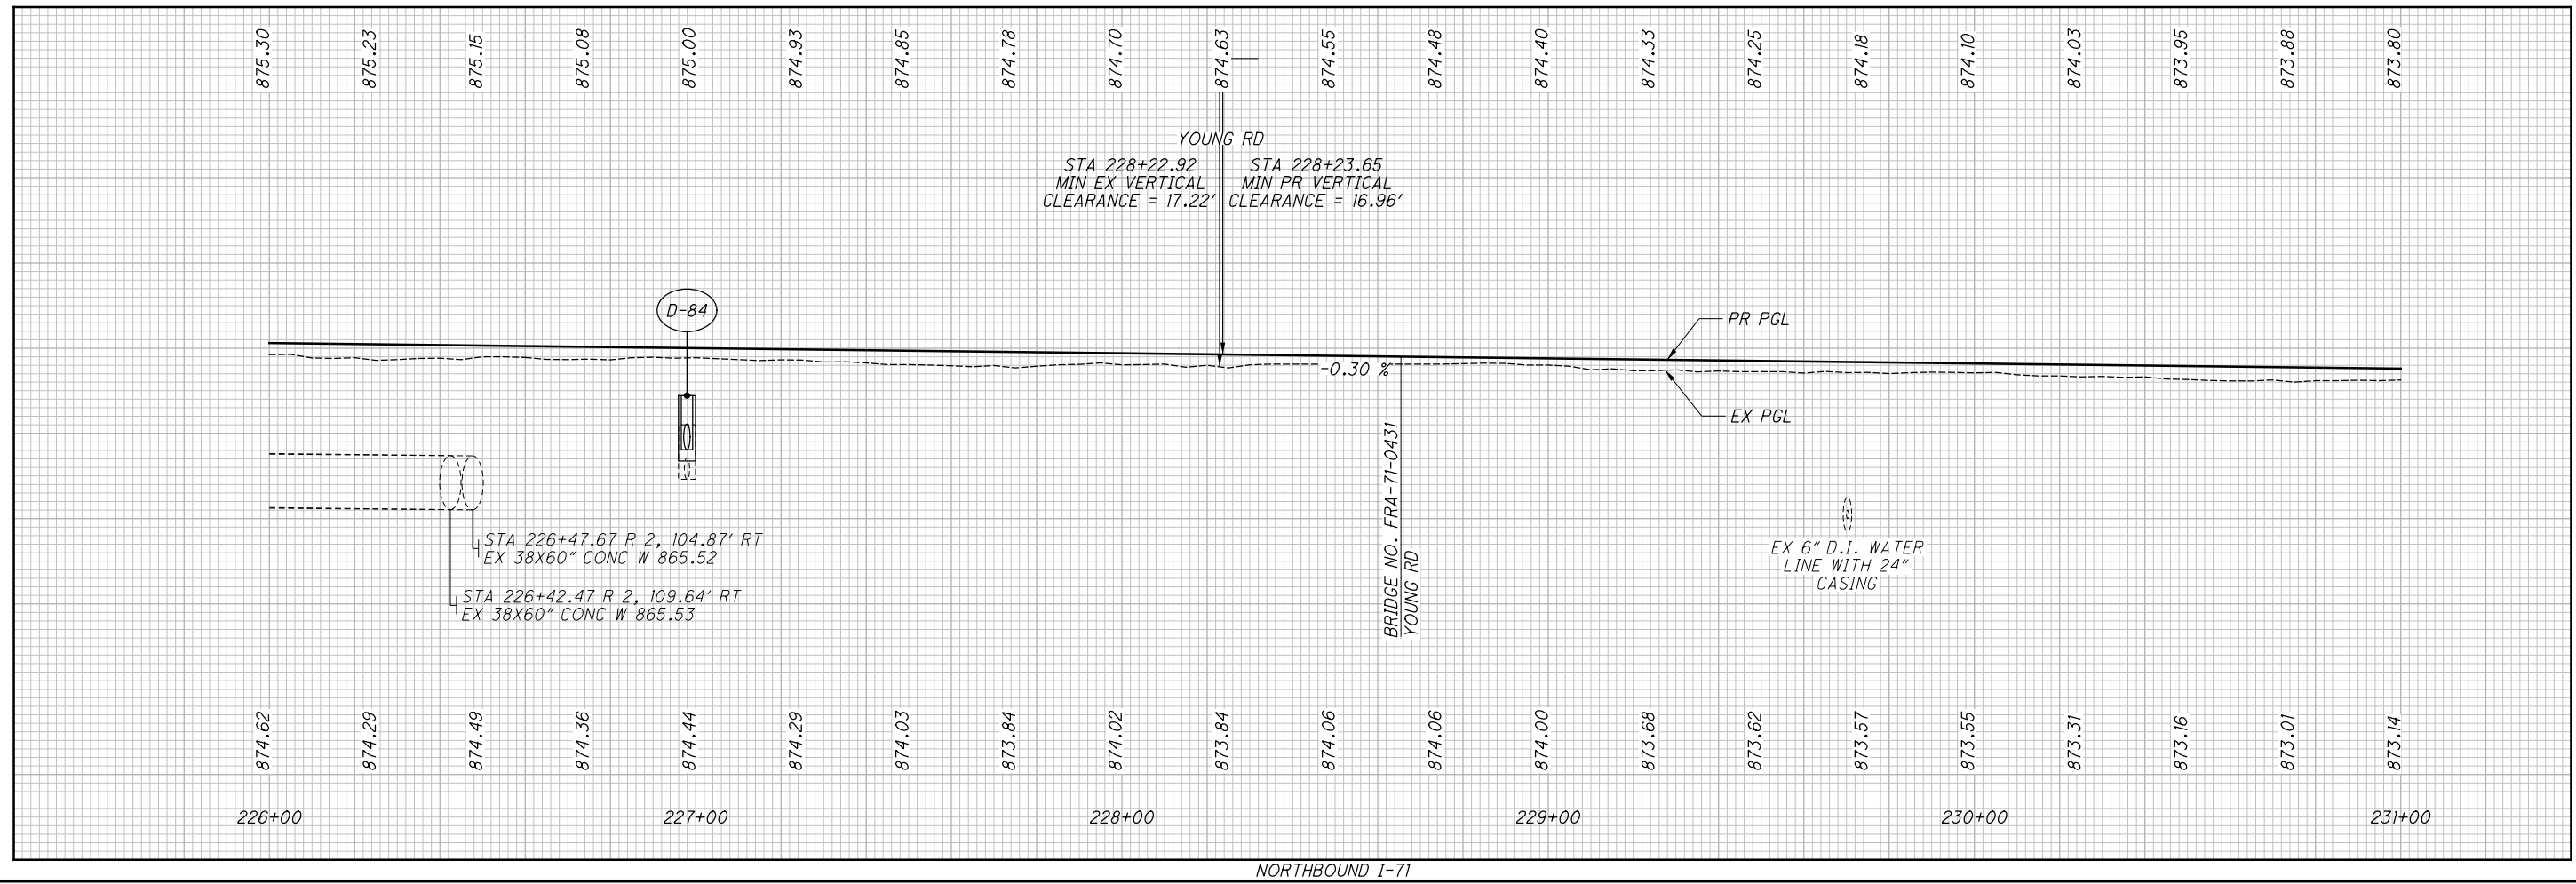 875.30
875.23
875.15
875.08
875.00
874.93
874.85
874.78
874.70
874.63
874.55
874.48
874.40
874.33
874.25
874.18
874.10
874.03
873.95
873.88
873.80
YOUNG RD
STA 228+22.92
MIN EX VERTICAL
CLEARANCE = 17.22'
STA 228+23.65
MIN PR VERTICAL
CLEARANCE = 16.96'
D-84
PR PGL
-0.30 %
EX PGL
BRIDGE NO. FRA-71-0431
YOUNG RD
STA 226+47.67 R 2, 104.87' RT
EX 38X60" CONC W 865.52
STA 226+42.47 R 2, 109.64' RT
EX 38X60" CONC W 865.53
EX 6" D.I. WATER
LINE WITH 24"
CASING
874.62
874.29
874.49
874.36
874.44
874.29
874.03
873.84
874.02
873.84
874.06
874.06
874.00
873.68
873.62
873.57
873.55
873.31
873.16
873.01
873.14
226+00
227+00
228+00
229+00
230+00
231+00
NORTHBOUND I-71